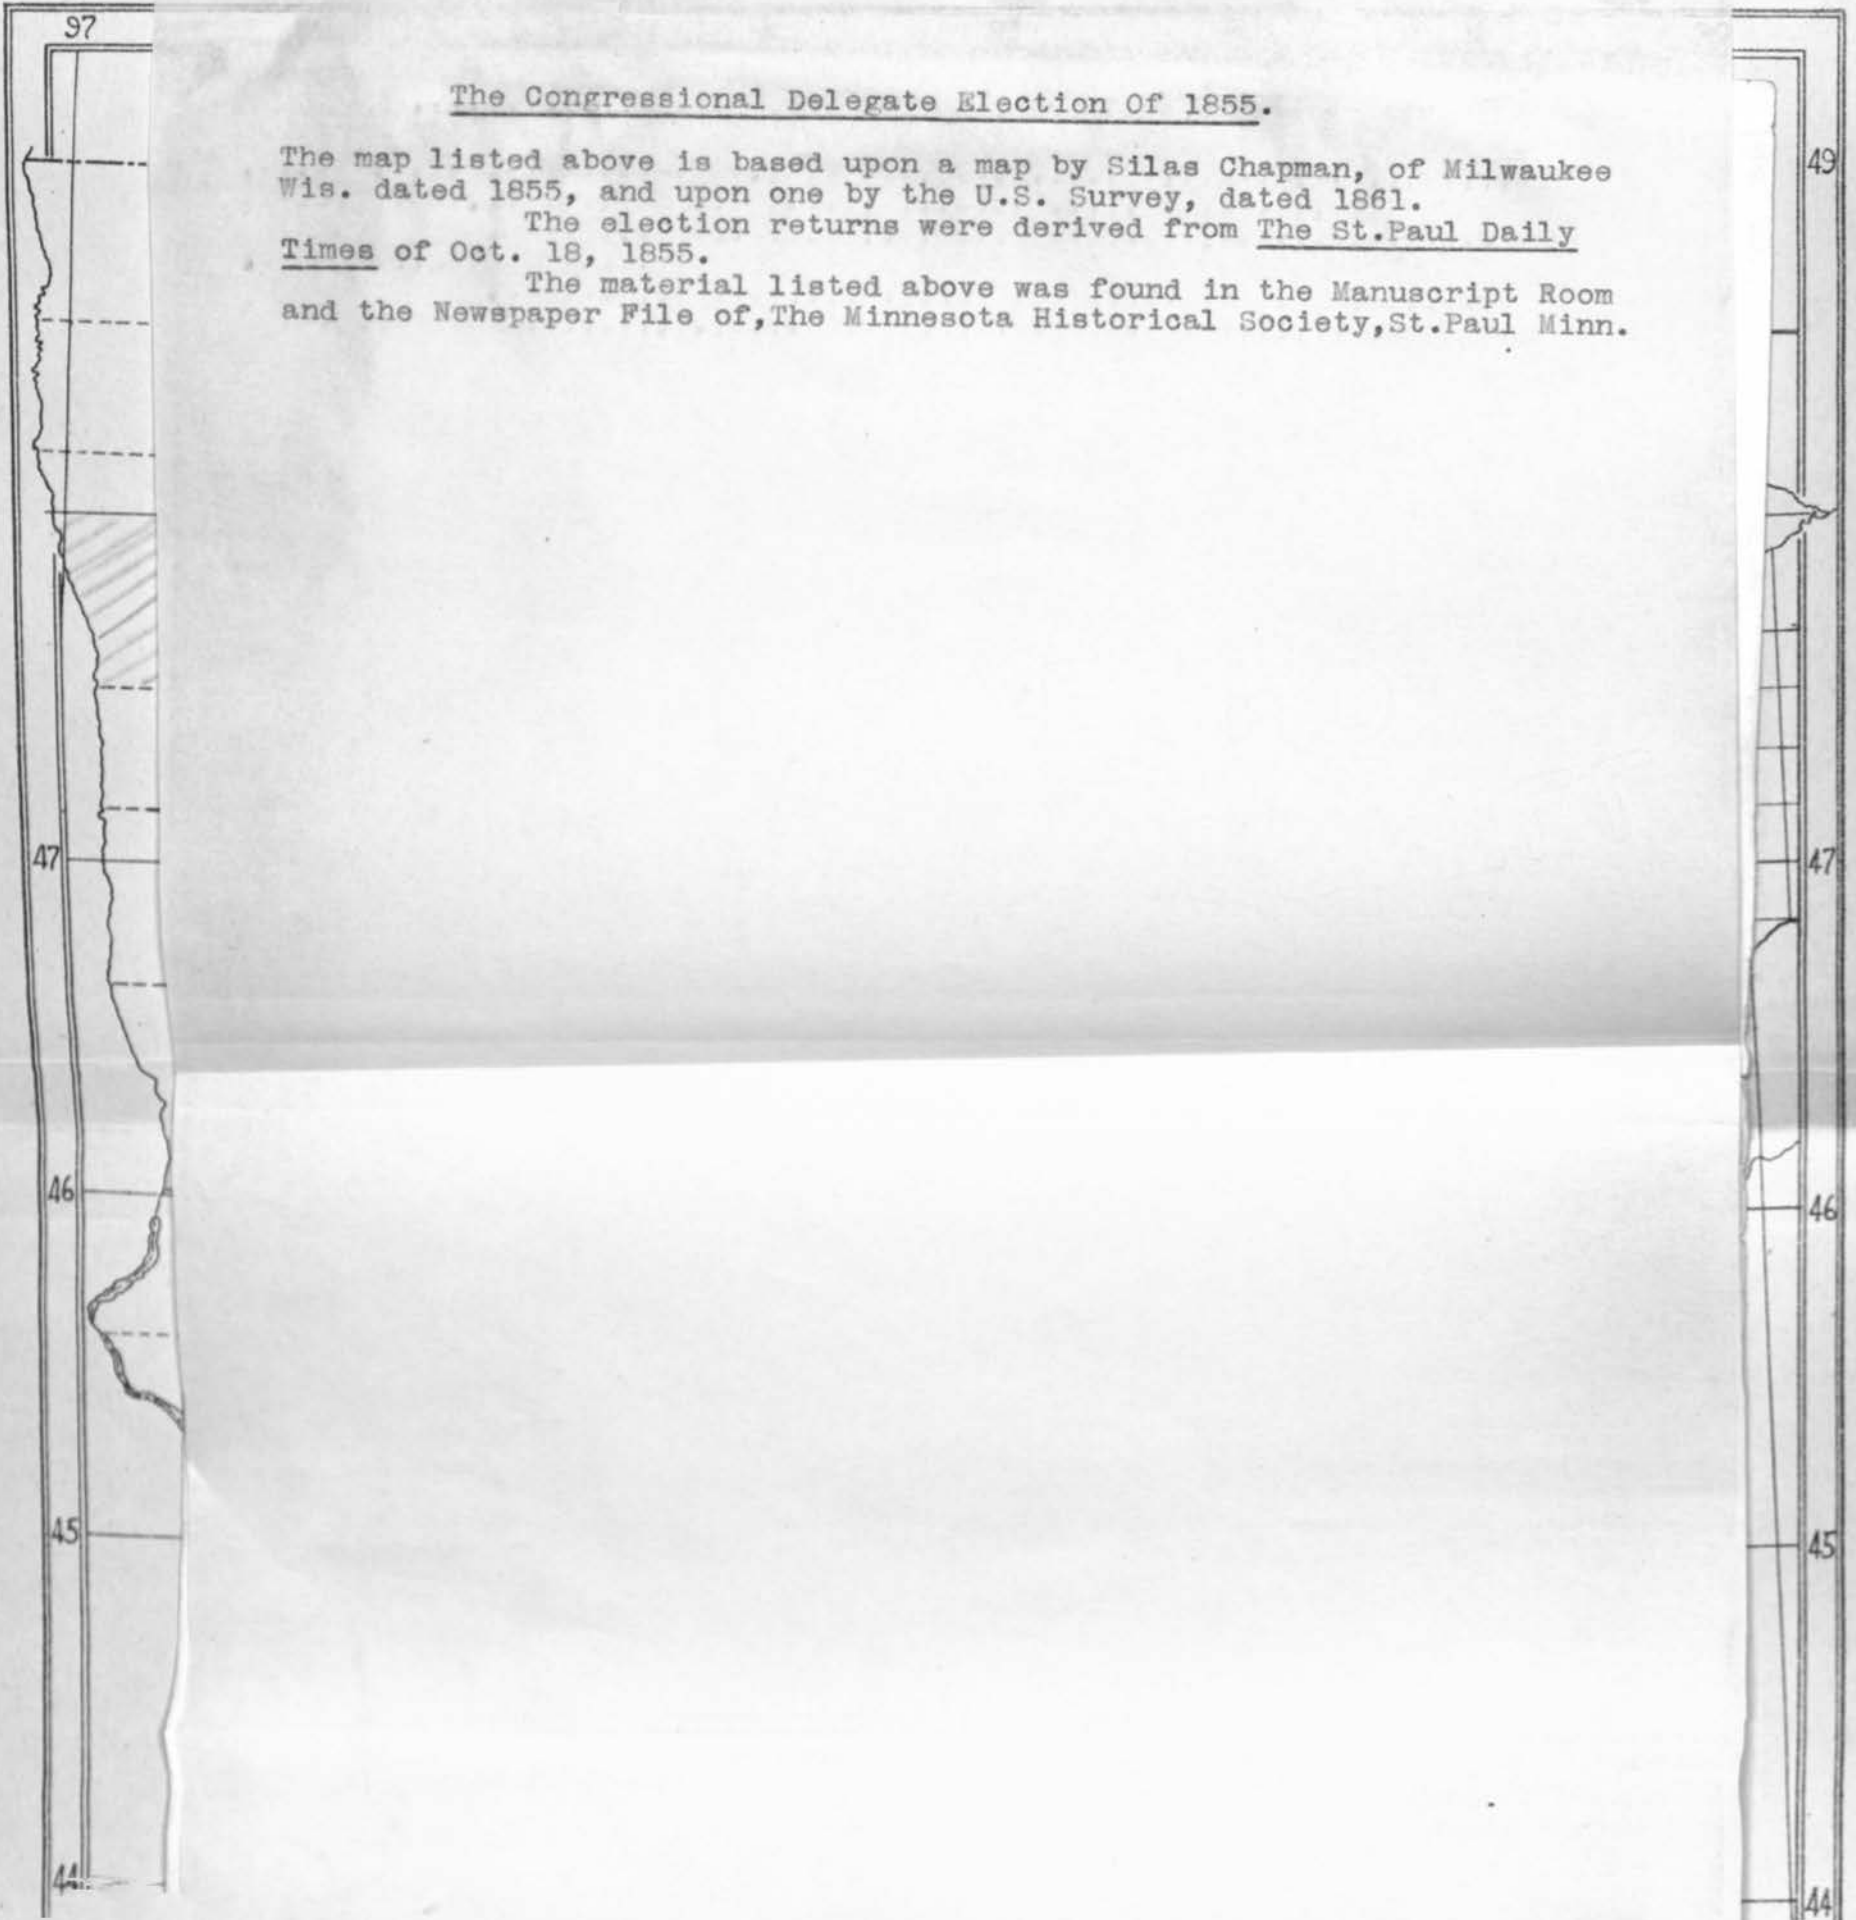 97
The Congressional Delegate Election Of 1855.
The map listed above is based upon a map by Silas Chapman, of Milwaukee
Wis. dated 1855, and upon one by the U.S. Survey, dated 1861.
The election returns were derived from The St.Paul Daily
Times of Oct. 18, 1855.
The material listed above was found in the Manuscript Room
and the Newspaper File of,The Minnesota Historical Society,St.Paul Minn.
49
47
47
46
46
45
45
44
44